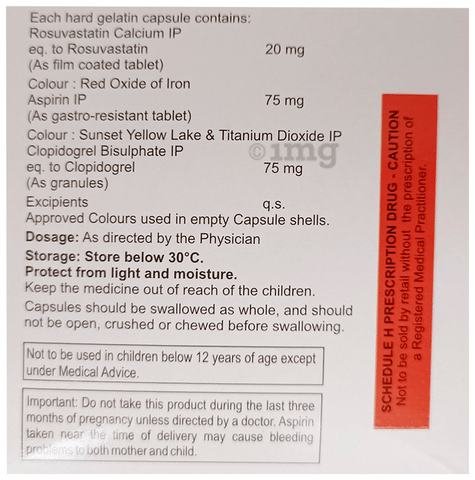 Each hard gelatin capsule contains:
Rosuvastatin Calcium IP
eq. to Rosuvastatin 20 mg
(As film coated tablet)
Colour : Red Oxide of Iron
Aspirin IP 75 mg
(As gastro-resistant tablet)
Colour : Sunset Yellow Lake & Titanium Dioxide IP
Clopidogrel Bisulphate IP
eq. to Clopidogrel 75 mg
(As granules)
Excipients q.s.
Approved Colours used in empty Capsule shells.
Dosage: As directed by the Physician
Storage: Store below 30°C.
Protect from light and moisture.
Keep the medicine out of reach of the children.
Capsules should be swallowed as whole, and should
not be open, crushed or chewed before swallowing.
Not to be used in children below 12 years of age except
under Medical Advice.
Important: Do not take this product during the last three
months of pregnancy unless directed by a doctor. Aspirin
taken near the time of delivery may cause bleeding
problems to both mother and child.
SCHEDULE H PRESCRIPTION DRUG - CAUTION
Not to be sold by retail without the prescription of
a Registered Medical Practitioner.
©1mg